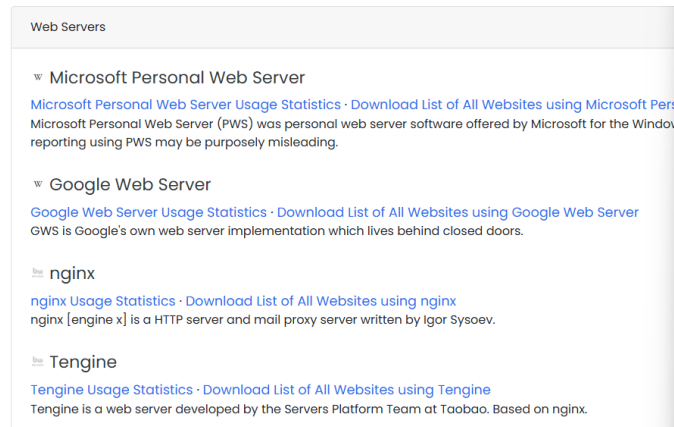 Web Servers
W Microsoft Personal Web Server
Microsoft Personal Web Server Usage Statistics · Download List of All Websites using Microsoft Pers
Microsoft Personal Web Server (PWS) was personal web server software offered by Microsoft for the Window
reporting using PWS may be purposely misleading.
W Google Web Server
Google Web Server Usage Statistics · Download List of All Websites using Google Web Server
GWS is Google's own web server implementation which lives behind closed doors.
nginx
nginx Usage Statistics · Download List of All Websites using nginx
nginx [engine x] is a HTTP server and mail proxy server written by Igor Sysoev.
Tengine
Tengine Usage Statistics · Download List of All Websites using Tengine
Tengine is a web server developed by the Servers Platform Team at Taobao. Based on nginx.